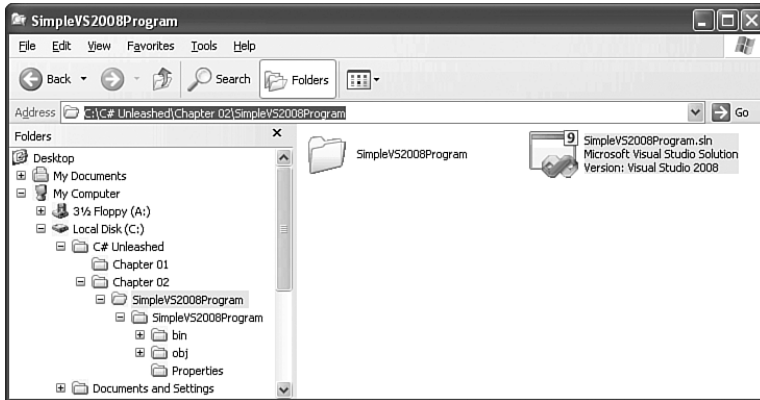 SimpleVS2008Program
File Edit View Favorites Tools Help
Back Search Folders
Address C:\C# Unleashed\Chapter 02\SimpleVS2008Program Go
Folders
Desktop
My Documents
My Computer
3½ Floppy (A:)
Local Disk (C:)
C# Unleashed
Chapter 01
Chapter 02
SimpleVS2008Program
SimpleVS2008Program
bin
obj
Properties
Documents and Settings
SimpleVS2008Program
9
SimpleVS2008Program.sln
Microsoft Visual Studio Solution
Version: Visual Studio 2008